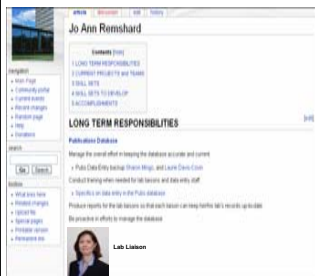 article discussion edit history
Jo Ann Remshard
Contents [hide]
1 LONG TERM RESPONSIBILITIES
2 CURRENT PROJECTS and TEAMS
3 SKILL SETS
4 SKILL SETS TO DEVELOP
5 ACCOMPLISHMENTS
navigation
Main Page
Community portal
Current events
Recent changes
Random page
Help
Donations
search
Go Search
toolbox
What links here
Related changes
Upload file
Special pages
Printable version
Permanent link
LONG TERM RESPONSIBILITIES
[edit]
Publications Database
Manage the overall effort in keeping the database accurate and current.
Pubs Data Entry backup Sharon Mingo, and Laurie Davis Cove
Conduct training when needed for lab liaisons and data entry staff.
Specifics on data entry in the Pubs database
Produce reports for the lab liaisons so that each liaison can keep his/her lab's records up-to-date.
Be proactive in efforts to manage the database
Lab Liaison